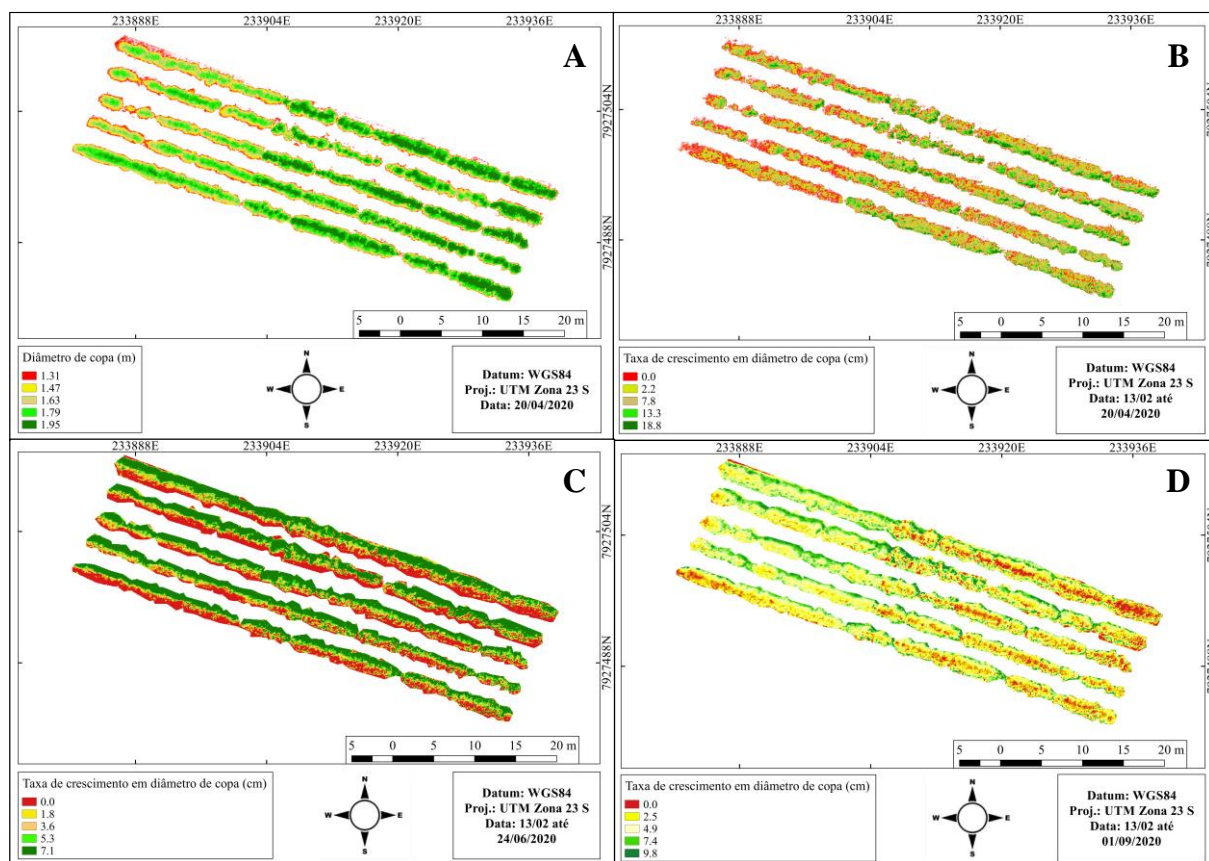 233888E 233904E 233920E 233936E
A
7927504N
7927488N
5 0 5 10 15 20 m
Diâmetro de copa (m)
1.31
1.47
1.63
1.79
1.95
N
W E
S
Datum: WGS84
Proj.: UTM Zona 23 S
Data: 20/04/2020
233888E 233904E 233920E 233936E
B
7927504N
5 0 5 10 15 20 m
Taxa de crescimento em diâmetro de copa (cm)
0.0
2.2
7.8
13.3
18.8
N
W E
S
Datum: WGS84
Proj.: UTM Zona 23 S
Data: 13/02 até
20/04/2020
233888E 233904E 233920E 233936E
C
7927504N
7927488N
5 0 5 10 15 20 m
Taxa de crescimento em diâmetro de copa (cm)
0.0
1.8
3.6
5.3
7.1
N
W E
S
Datum: WGS84
Proj.: UTM Zona 23 S
Data: 13/02 até
24/06/2020
233888E 233904E 233920E 233936E
D
5 0 5 10 15 20 m
Taxa de crescimento em diâmetro de copa (cm)
0.0
2.5
4.9
7.4
9.8
N
W E
S
Datum: WGS84
Proj.: UTM Zona 23 S
Data: 13/02 até
01/09/2020